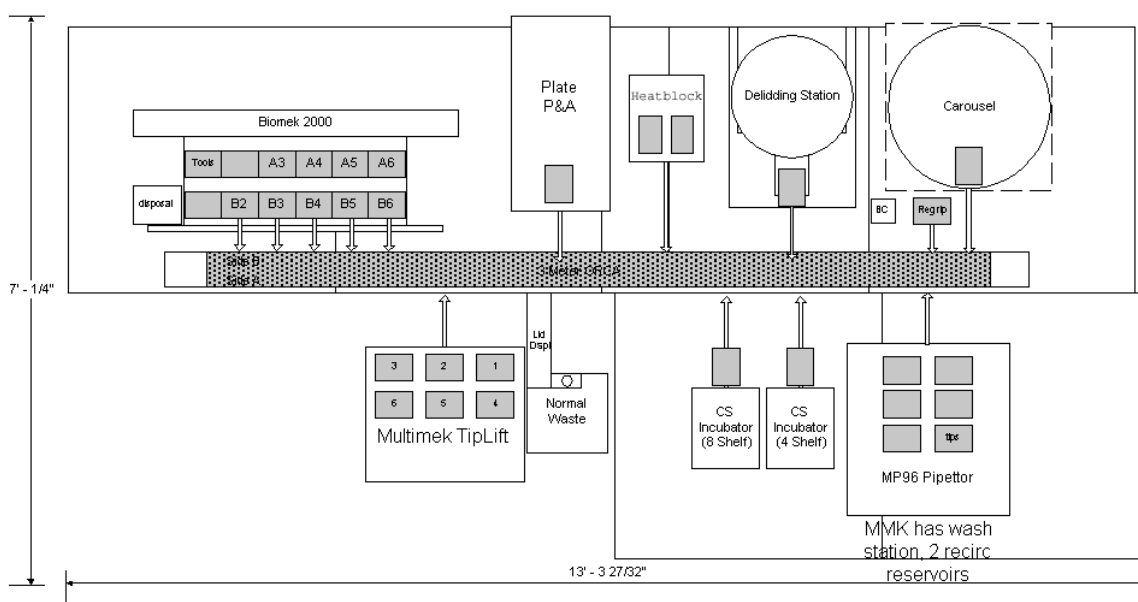 Plate
P&A
Heatblock
Delidding Station
Carousel
Biomek 2000
Tools A3 A4 A5 A6
disposal
B2 B3 B4 B5 B6
BC
Regrip
Side B
3 Meter ORCA
Side A
7' - 1/4"
Lid
Displ
3 2 1
6 5 4
Multimek TipLift
Normal
Waste
CS
Incubator
(8 Shelf)
CS
Incubator
(4 Shelf)
tips
MP96 Pipettor
MMK has wash
station, 2 recirc
reservoirs
13' - 3 27/32"